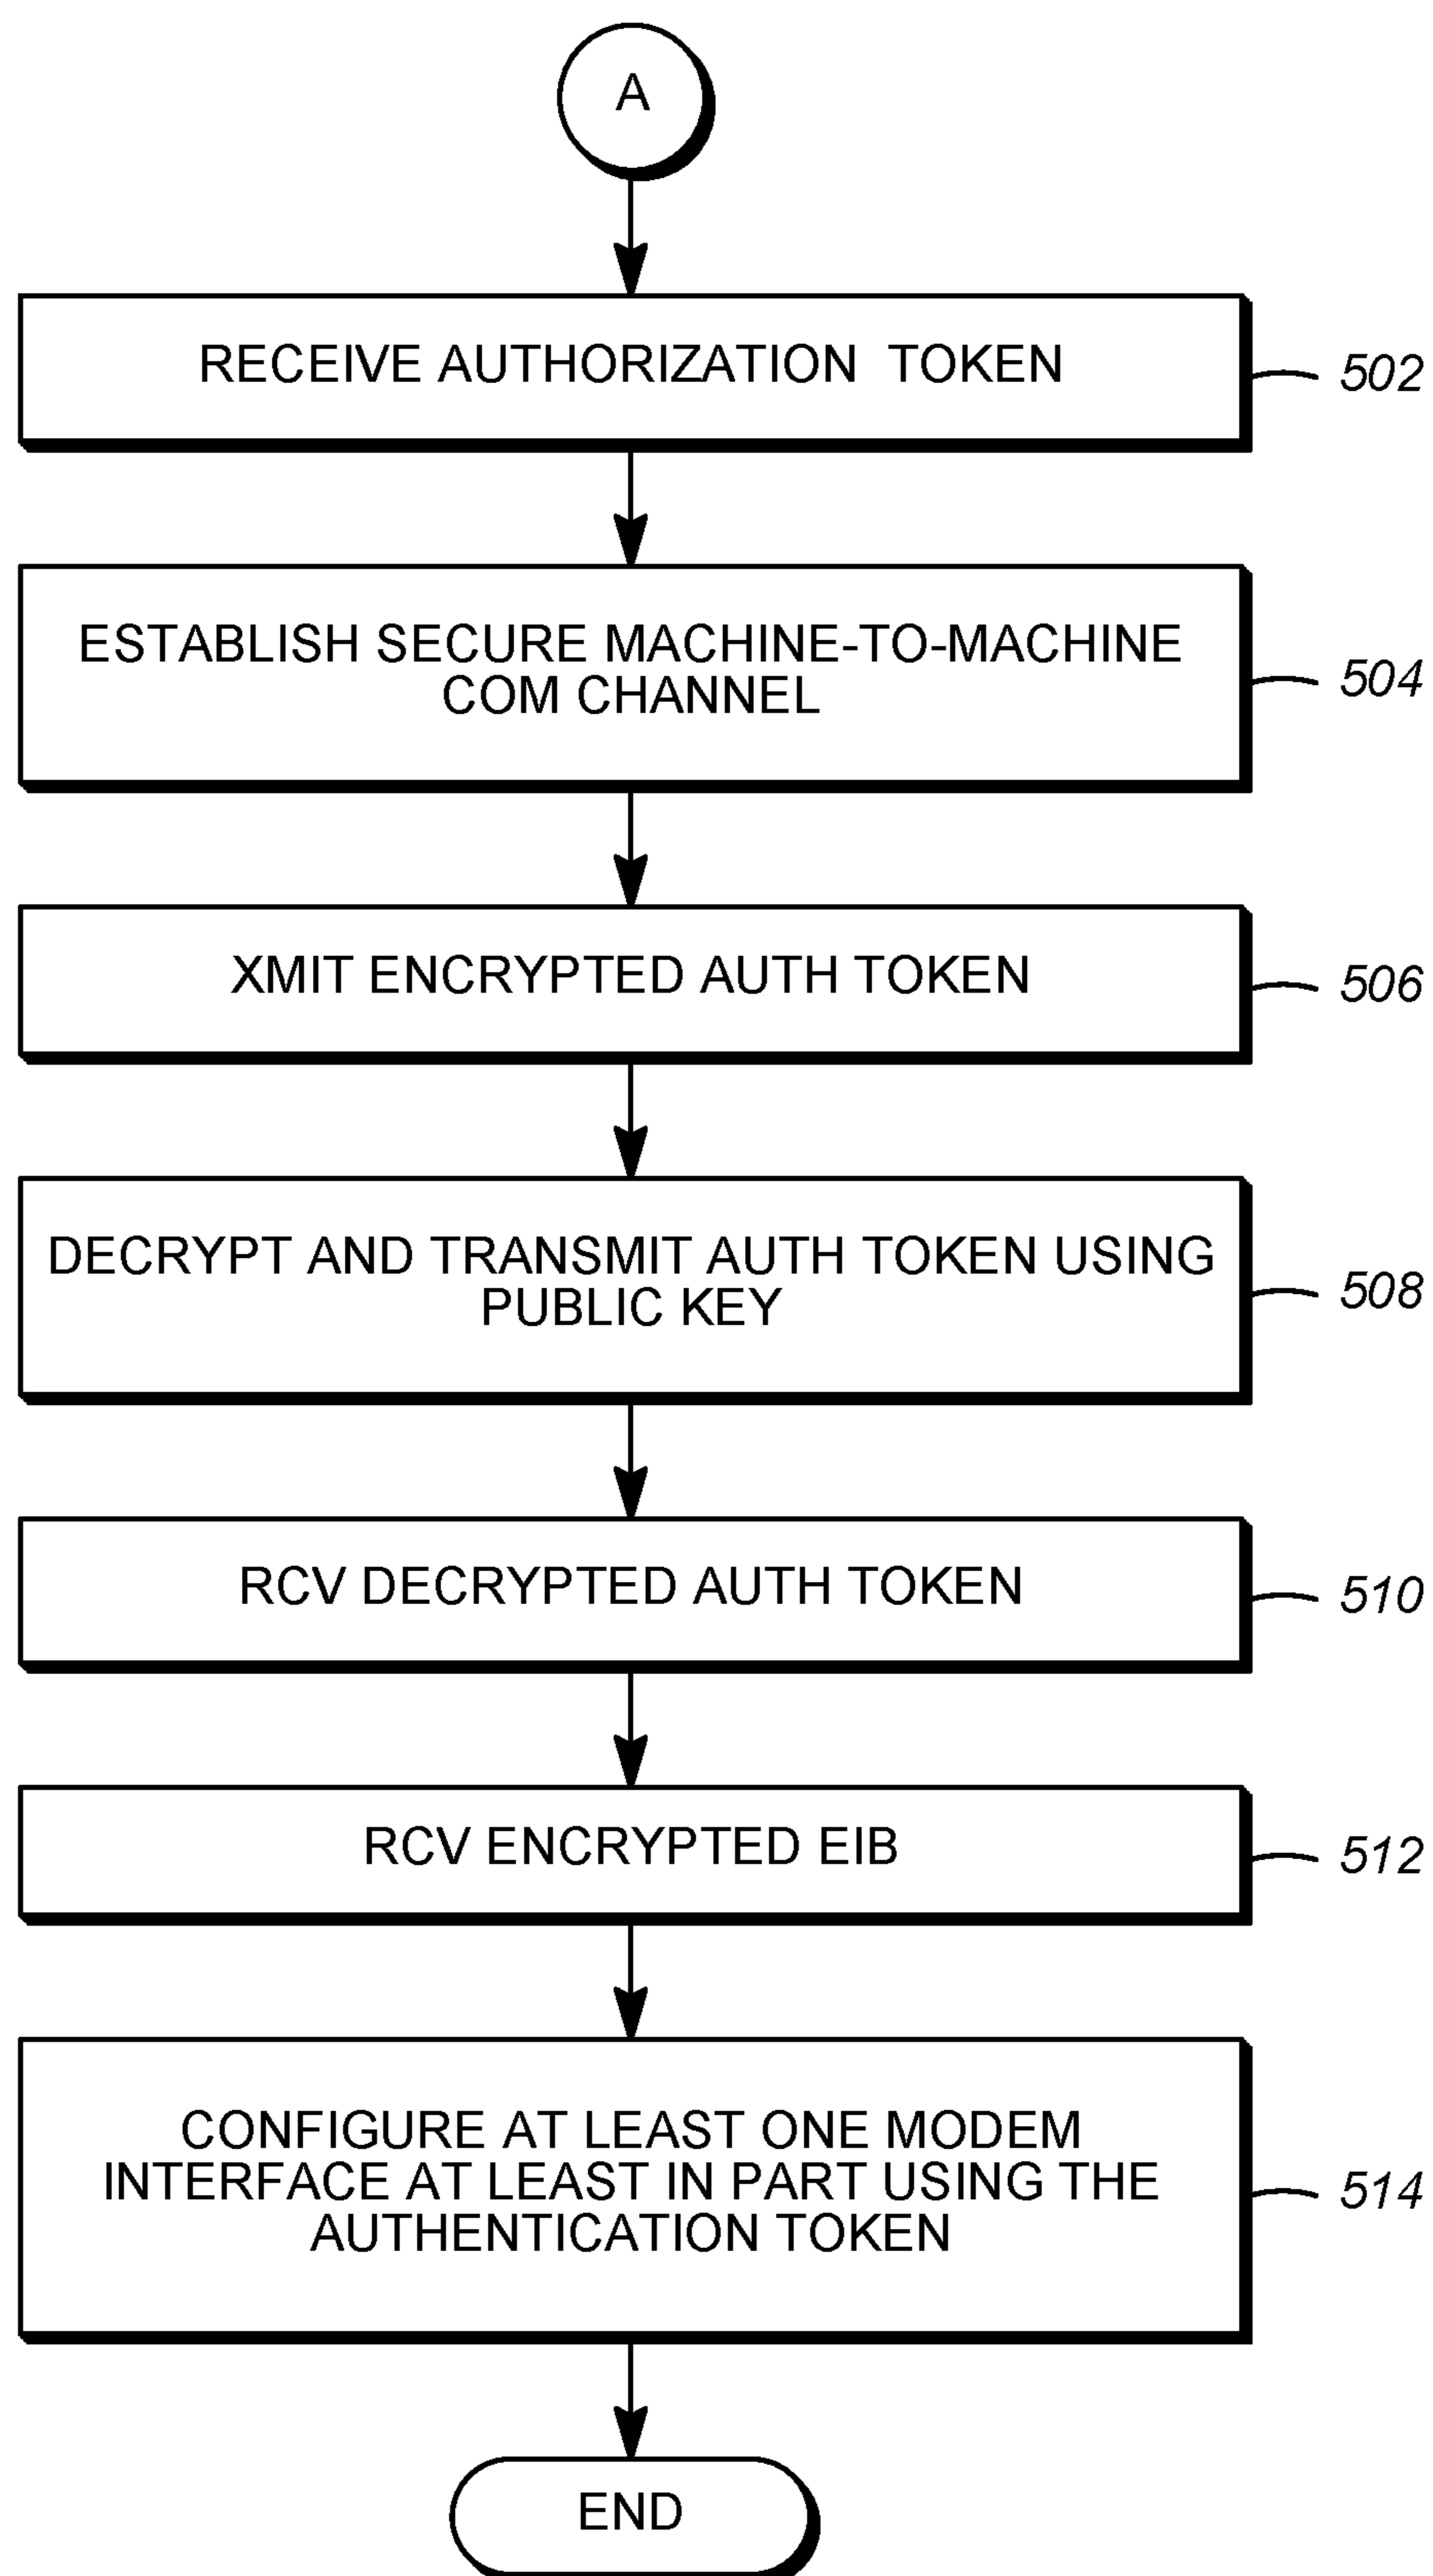 A
RECEIVE AUTHORIZATION TOKEN
502
ESTABLISH SECURE MACHINE-TO-MACHINE
COM CHANNEL
504
XMIT ENCRYPTED AUTH TOKEN
506
DECRYPT AND TRANSMIT AUTH TOKEN USING
PUBLIC KEY
508
RCV DECRYPTED AUTH TOKEN
510
RCV ENCRYPTED EIB
512
CONFIGURE AT LEAST ONE MODEM
INTERFACE AT LEAST IN PART USING THE
AUTHENTICATION TOKEN
514
END